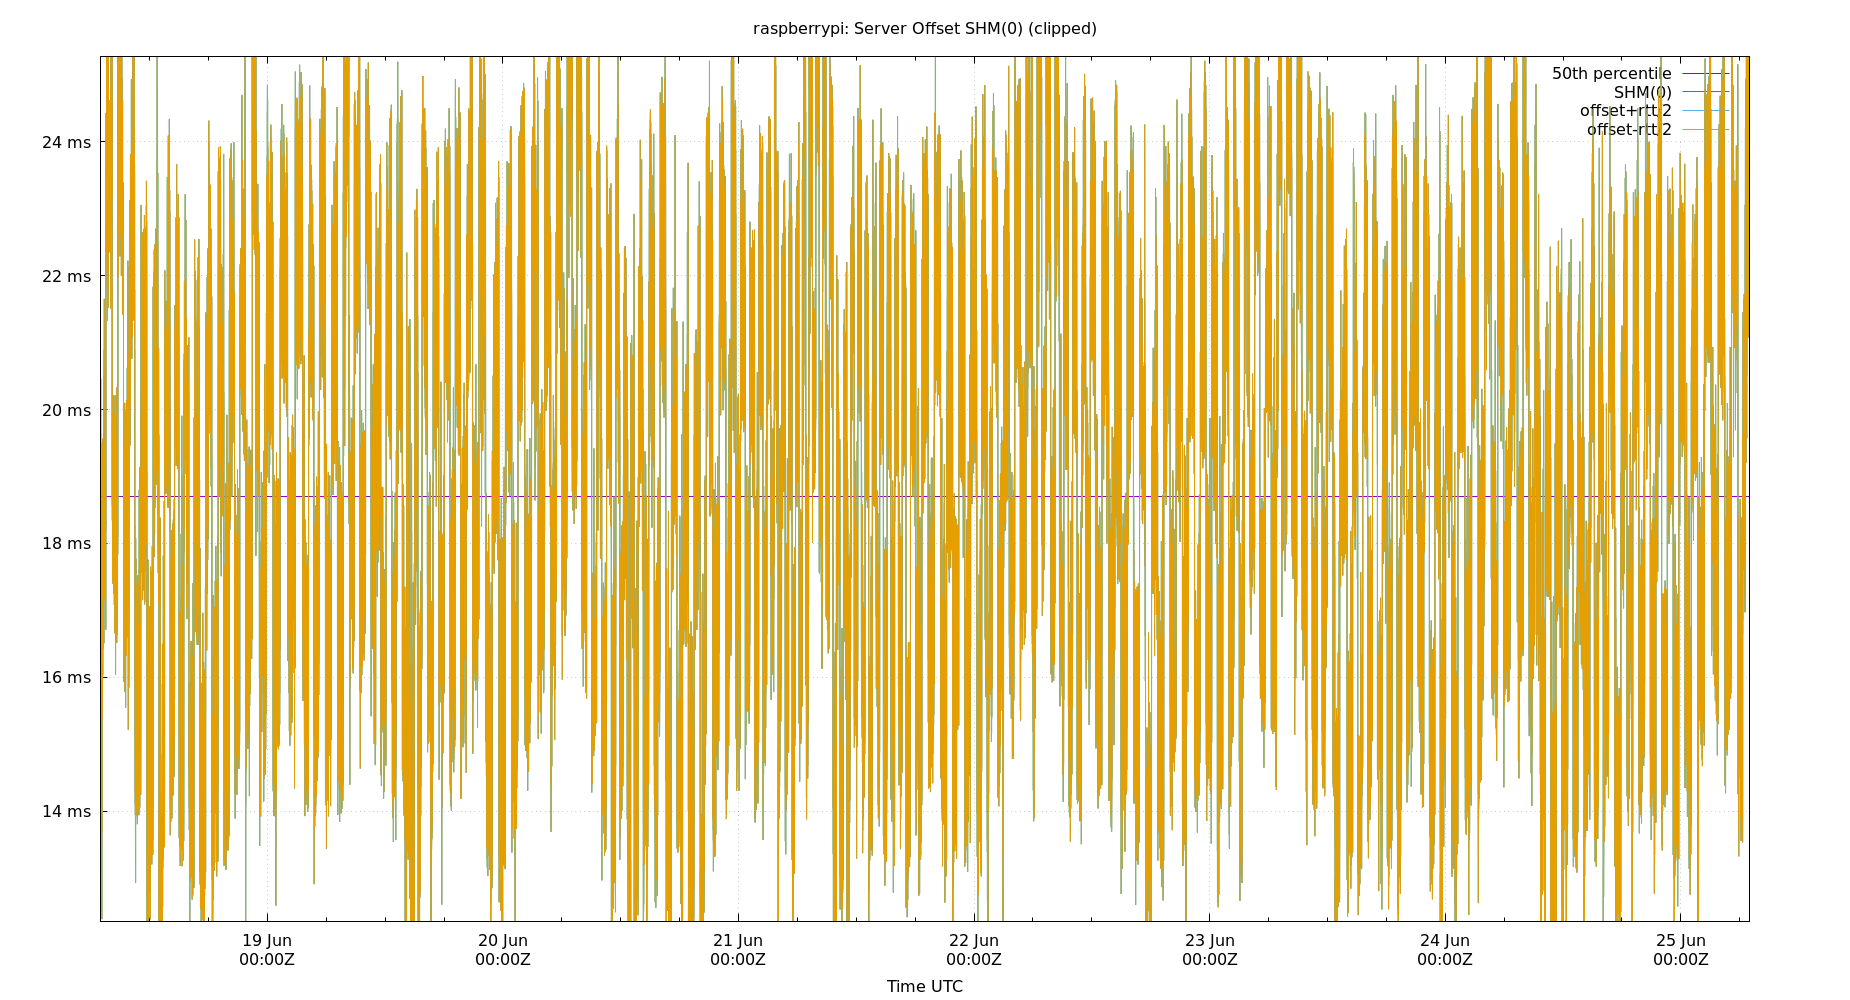 raspberrypi: Server Offset SHM(0) (clipped)
50th percentile
SHM(0)
offset+rtt/2
offset-rtt/2
24 ms
22 ms
20 ms
18 ms
16 ms
14 ms
19 Jun 00:00Z
20 Jun 00:00Z
21 Jun 00:00Z
22 Jun 00:00Z
23 Jun 00:00Z
24 Jun 00:00Z
25 Jun 00:00Z
Time UTC